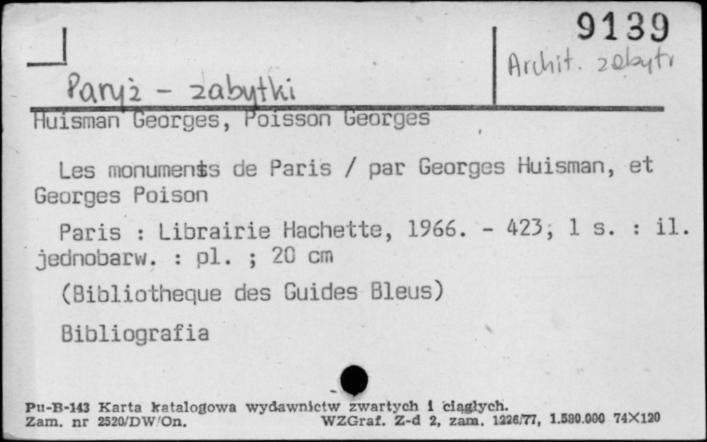 9139
Archit. zabytk
Paryż - zabytki
Huisman Georges, Poisson Georges
Les monuments de Paris / par Georges Huisman, et
Georges Poison
Paris : Librairie Hachette, 1966. - 423, 1 s. : il.
jednobarw. : pl. ; 20 cm
(Bibliotheque des Guides Bleus)
Bibliografia
Pu-B-143 Karta katalogowa wydawnictw zwartych i ciągłych.
Zam. nr 2520/DW/On. WZGraf. Z-d 2, zam. 1226/77, 1.580.000 74X120